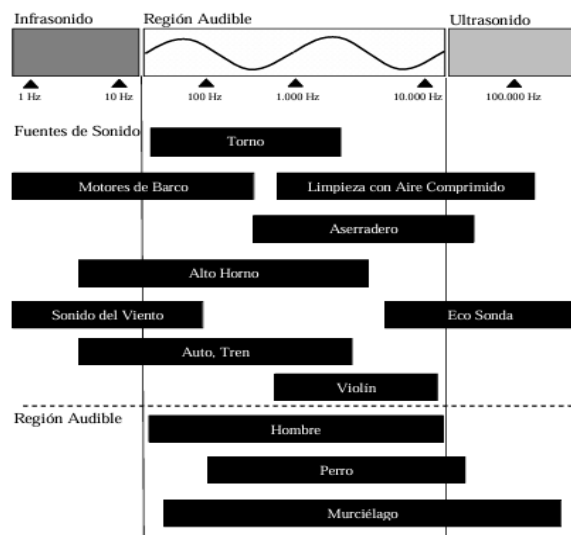 Infrasonido
Región Audible
Ultrasonido
1 Hz
10 Hz
100 Hz
1.000 Hz
10.000 Hz
100.000 Hz
Fuentes de Sonido
Torno
Motores de Barco
Limpieza con Aire Comprimido
Aserradero
Alto Horno
Sonido del Viento
Eco Sonda
Auto, Tren
Violín
Región Audible
Hombre
Perro
Murciélago